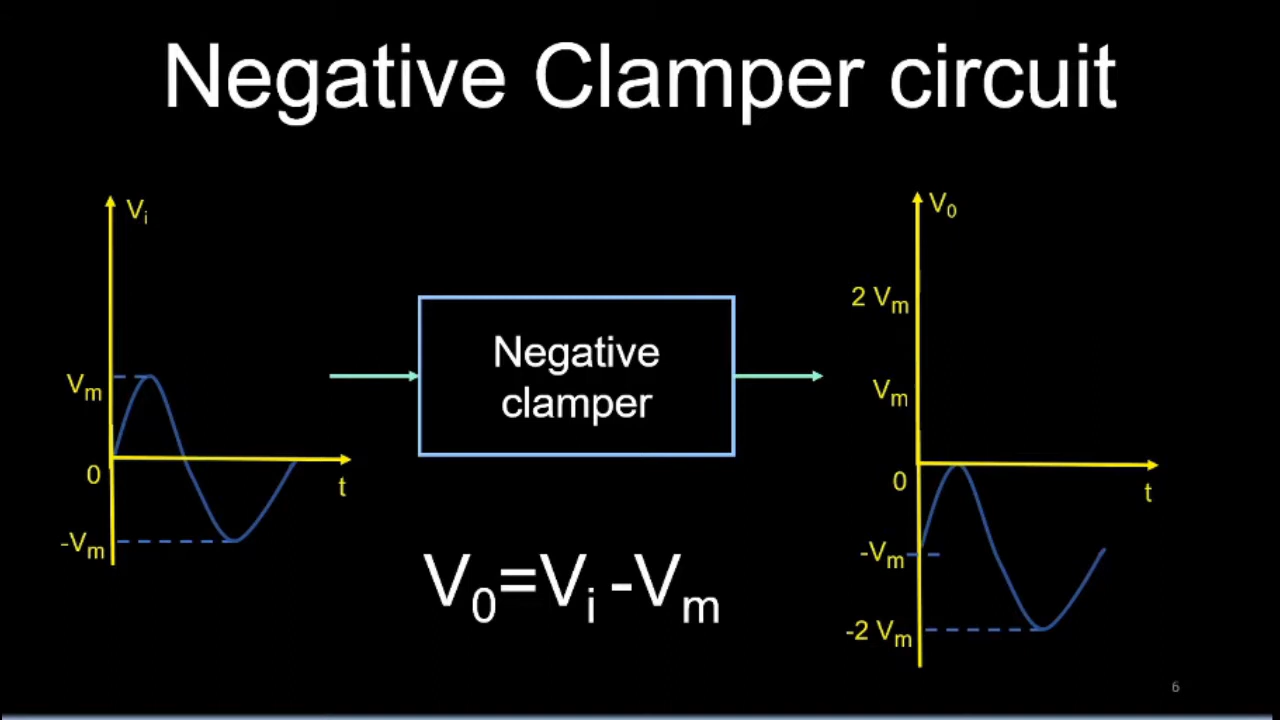 Negative Clamper circuit
Vi
Vm
0
t
-Vm
Negative
clamper
V0=Vi -Vm
V0
2 Vm
Vm
0
t
-Vm
-2 Vm
6